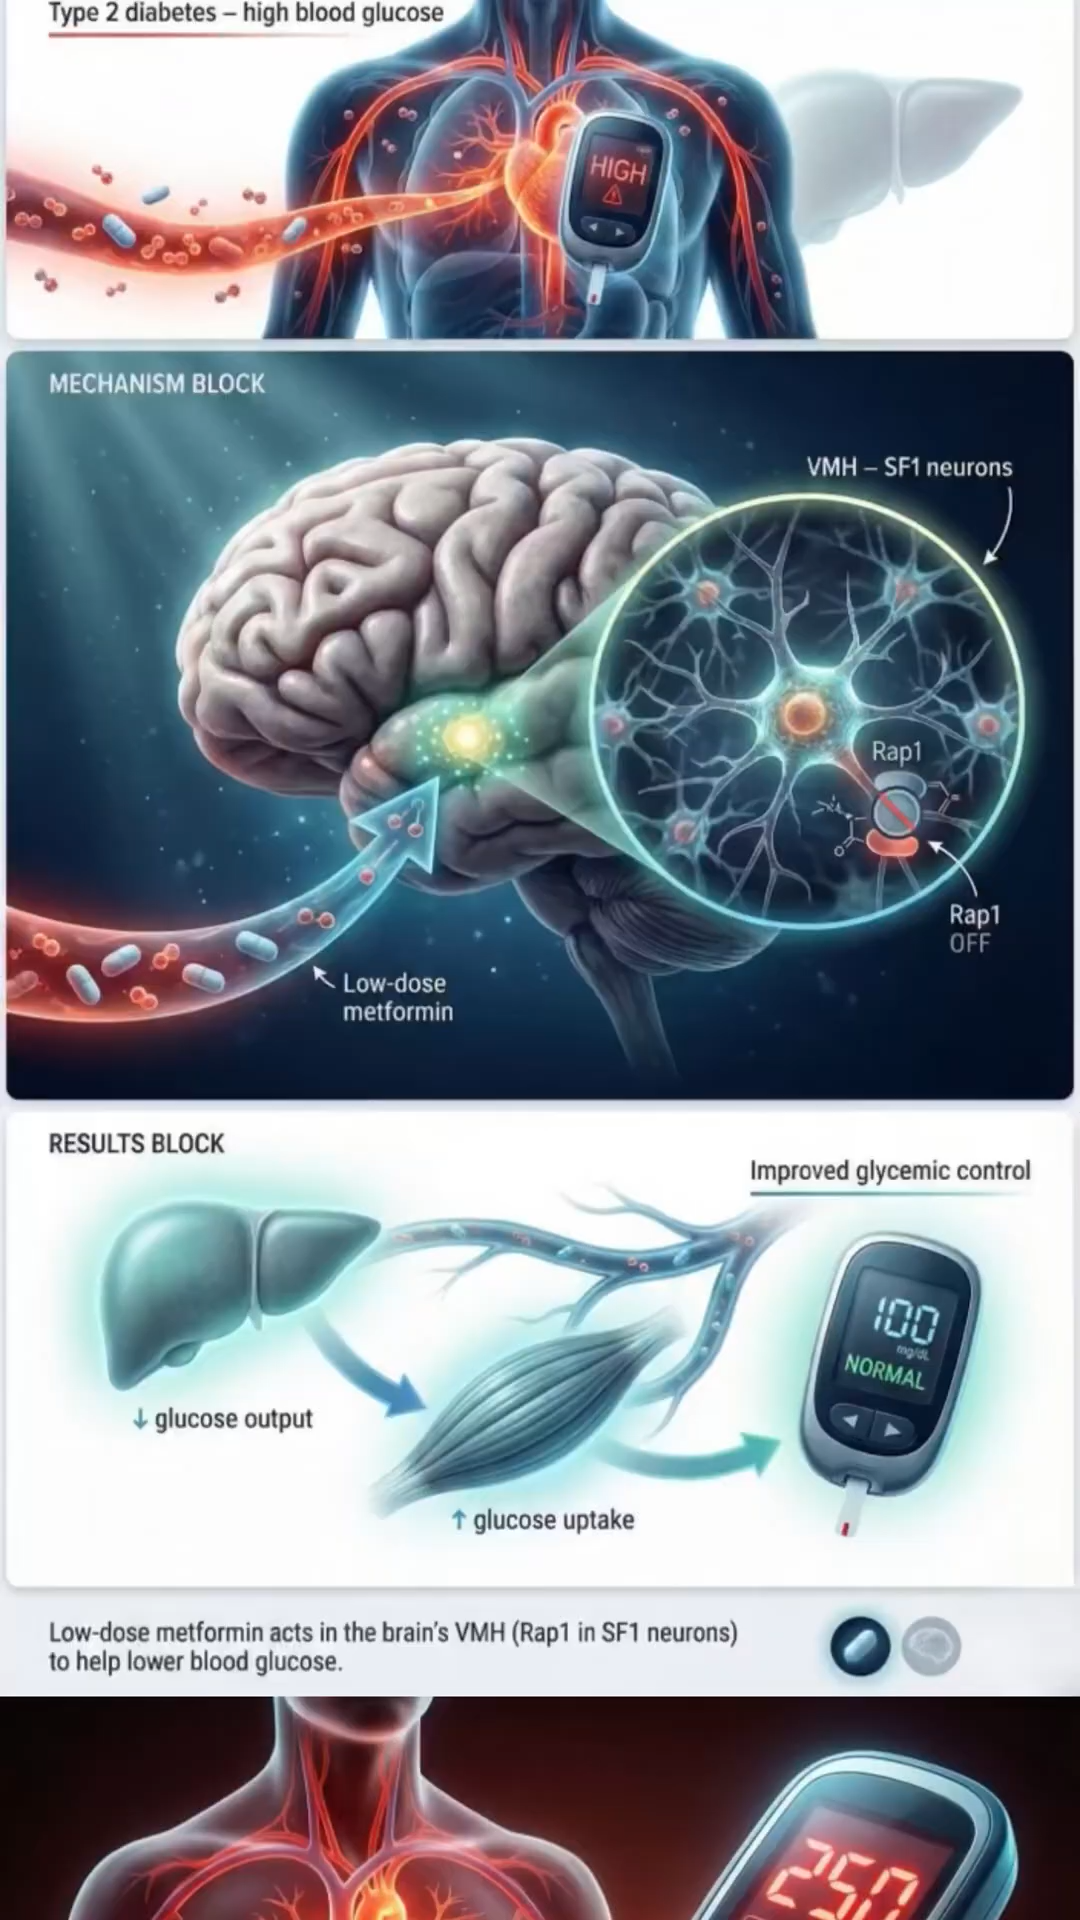 Type 2 diabetes – high blood glucose
HIGH
MECHANISM BLOCK
VMH – SF1 neurons
Rap1
Rap1
OFF
Low-dose
metformin
RESULTS BLOCK
Improved glycemic control
100
mg/dL
NORMAL
↓ glucose output
↑ glucose uptake
Low-dose metformin acts in the brain's VMH (Rap1 in SF1 neurons)
to help lower blood glucose.
250